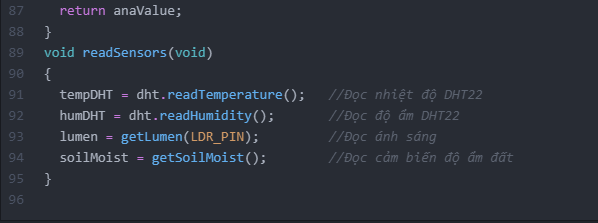 87 return anaValue;
88 }
89 void readSensors(void)
90 {
91 tempDHT = dht.readTemperature(); //Đọc nhiệt độ DHT22
92 humDHT = dht.readHumidity(); //Đọc độ ẩm DHT22
93 lumen = getLumen(LDR_PIN); //Đọc ánh sáng
94 soilMoist = getSoilMoist(); //Đọc cảm biến độ ẩm đất
95 }
96